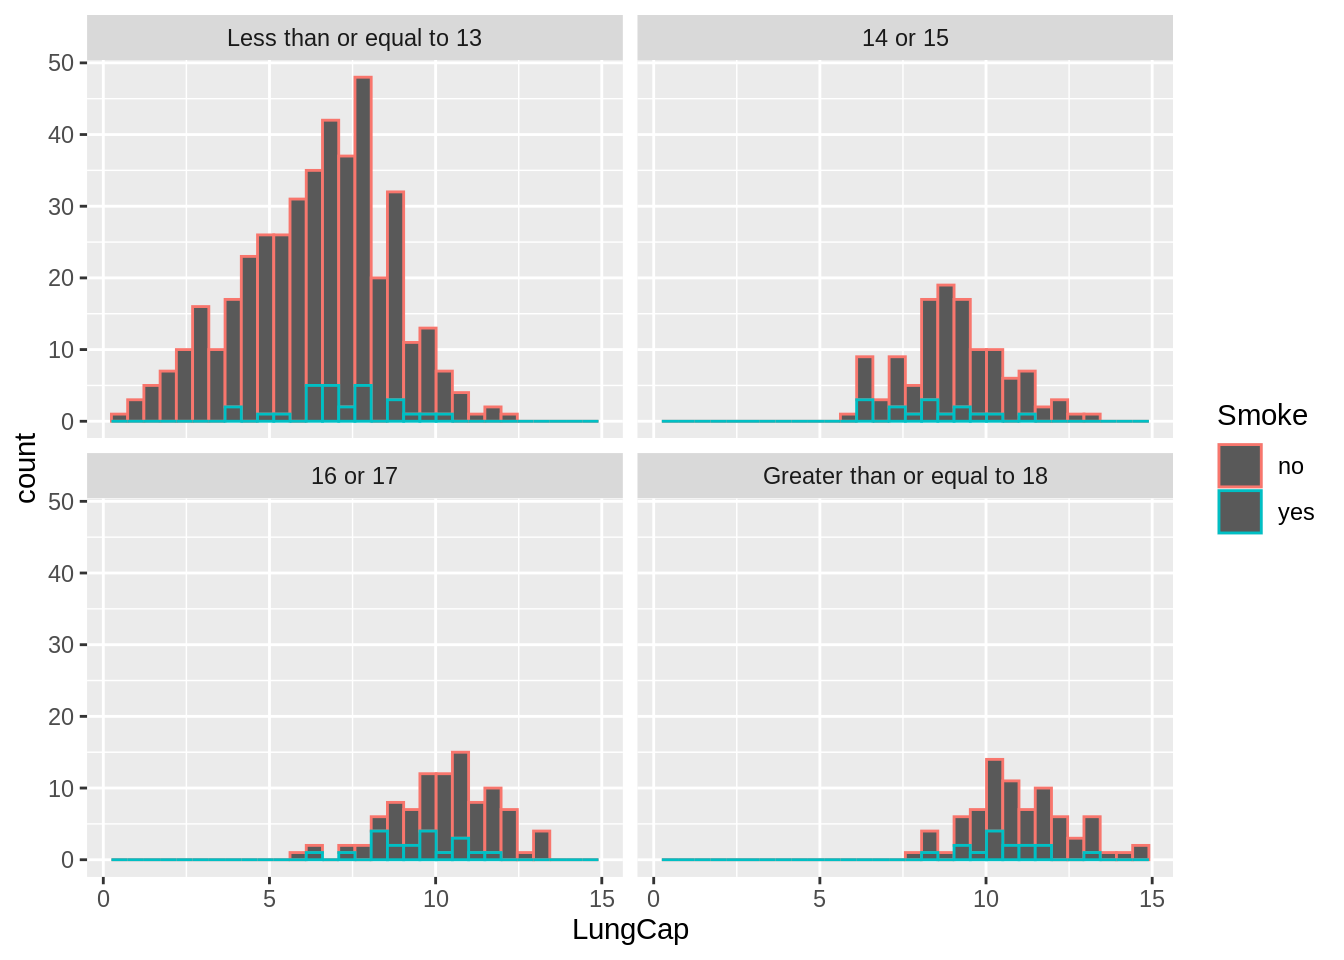 Less than or equal to 13
14 or 15
50
40
30
20
10
0
16 or 17
Greater than or equal to 18
50
40
30
20
10
0
0 5 10 15 0 5 10 15
LungCap
count
Smoke
no
yes